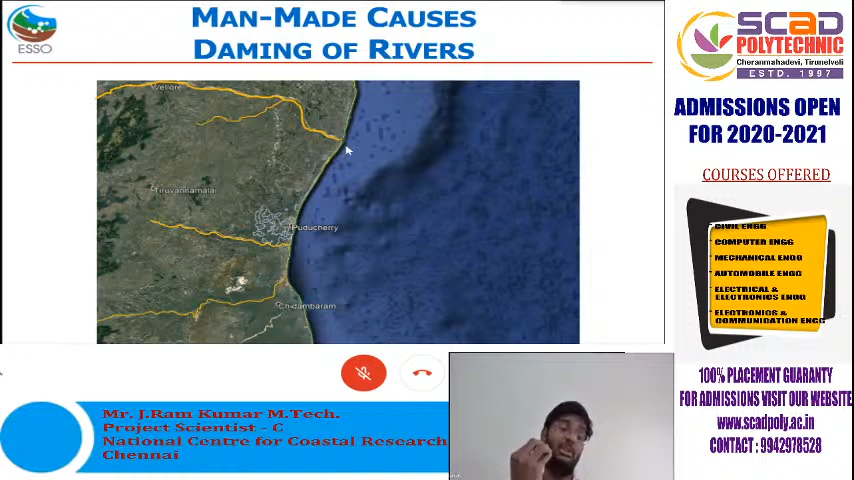 MAN-MADE CAUSES
DAMING OF RIVERS
ESSO
Vellore
Tiruvannamalai
Puducherry
Chidambaram
SCAD
POLYTECHNIC
Cheranmahadevi, Tirunelveli
ESTD. 1997
ADMISSIONS OPEN
FOR 2020-2021
COURSES OFFERED
CIVIL ENGG
COMPUTER ENGG
MECHANICAL ENGG
AUTOMOBILE ENGG
ELECTRICAL &
ELECTRONICS ENGG
ELECTRONICS &
COMMUNICATION ENGG
100% PLACEMENT GUARANTY
FOR ADMISSIONS VISIT OUR WEBSITE
www.scadpoly.ac.in
CONTACT : 9942978528
Mr. J.Ram Kumar M.Tech.
Project Scientist - C
National Centre for Coastal Research
Chennai